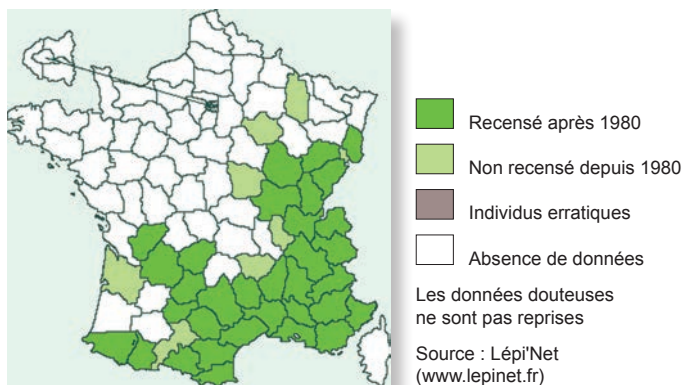 Recensé après 1980
Non recensé depuis 1980
Individus erratiques
Absence de données
Les données douteuses
ne sont pas reprises
Source : Lépi'Net
(www.lepinet.fr)